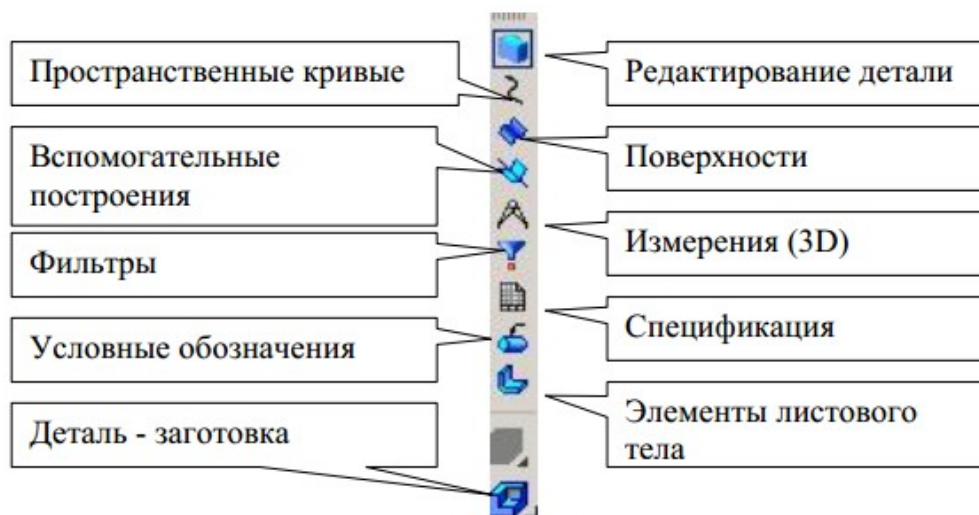 Пространственные кривые
Редактирование детали
Вспомогательные
построения
Поверхности
Фильтры
Измерения (3D)
Условные обозначения
Спецификация
Деталь - заготовка
Элементы листового
тела